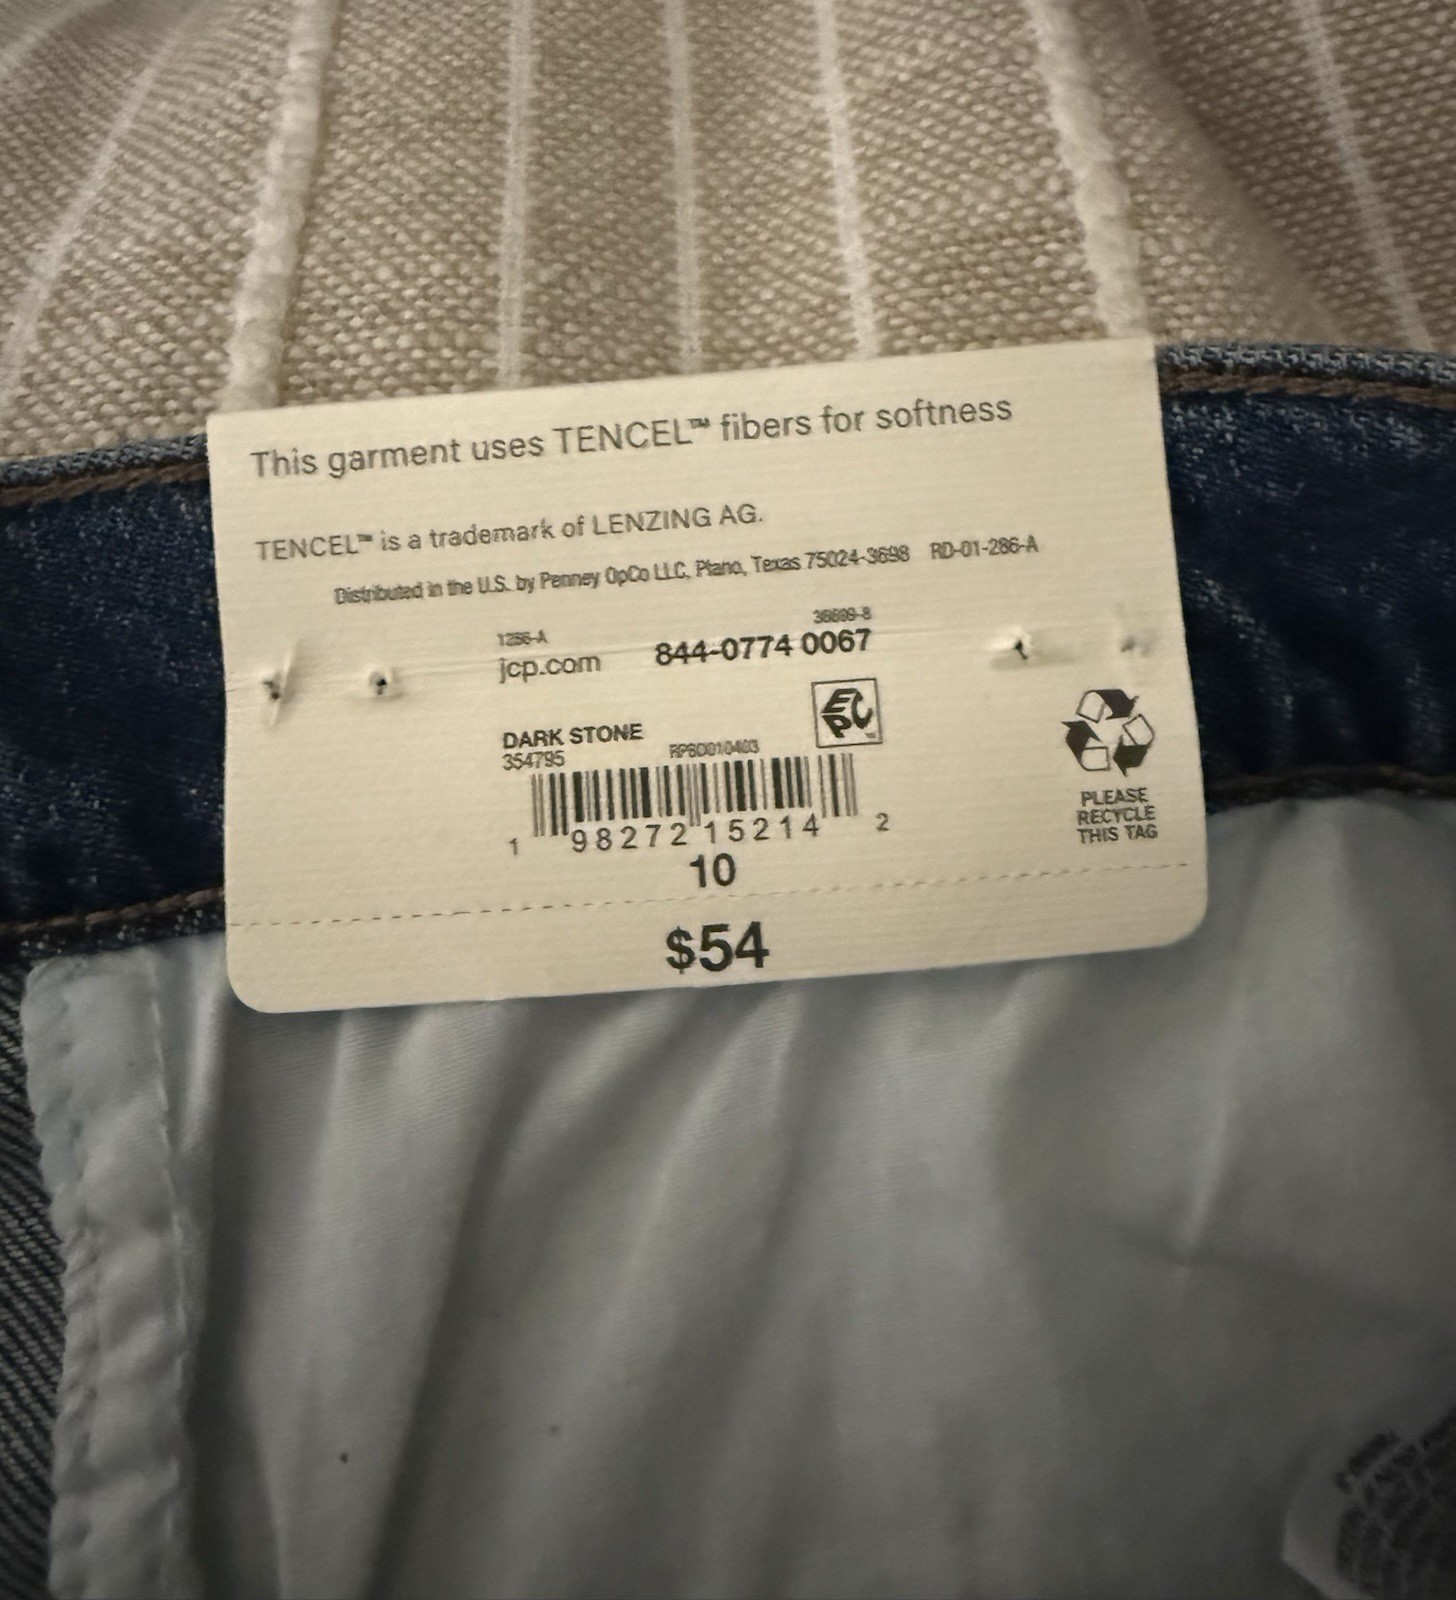 This garment uses TENCEL™ fibers for softness
TENCEL™ is a trademark of LENZING AG.
Distributed in the U.S. by Penney OpCo LLC, Plano, Texas 75024-3698 RD-01-286-A
1256-A
jcp.com 844-0774 0067
DARK STONE
354795
EPC
1 98272 15214 2
10
$54
PLEASE
RECYCLE
THIS TAG